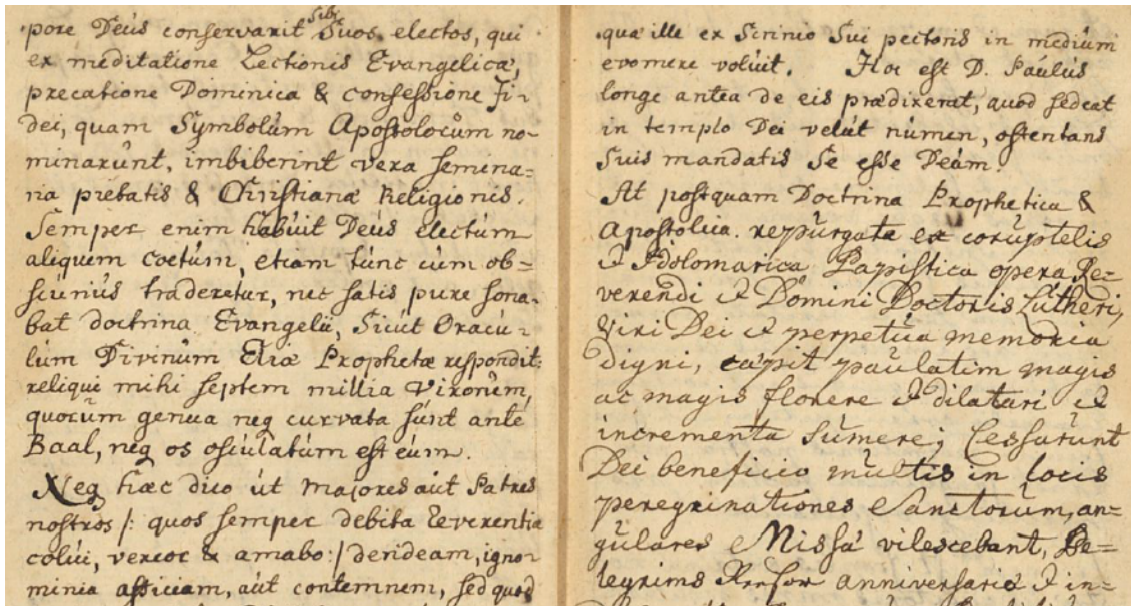 pore Deus conservarit Sibi Suos electos, qui
ex meditatione Lectionis Evangelicæ,
precatione Dominica & confessione Fi-
dei, quam Symbolum Apostolocum no-
minarunt, imbiberint vera semina=
ria pietatis & Christianæ Religionis.
Semper enim habuit Deus electum
aliquem coetum, etiam tunc cum ob=
scurius traderetur, nec satis pure sona-
bat doctrina Evangelii, Sicut Oracu-
lum Divinum Eliæ Prophetæ respondit:
reliqui mihi septem millia Virorum,
quorum genua neq curvata sunt ante
Baal, neq os osculatum est eum.
Neq hæc dico ut majores aut Patres
nostros /: quos semper debita Reverentia
colui, vereor & amabo :/ derideam, igno-
minia afficiam, aut contemnem, sed quod
quæ ille ex Scrinio Sui pectoris in medium
evomere voluit. Hoc est D. Paulus
longe antea de eis prædixerat, quod sedeat
in templo Dei velut numen, ostentans
Suis mandatis Se esse Deum.
At postquam Doctrina Prophetica &
Apostolica. repurgata ex coruptelis
& Idolomanica Papistica opera Re-
verendi & Domini Doctoris Lutheri,
Viri Dei & perpetua memoria
digni, cæpit paulatim magis
ac magis florere & dilatari &
incrementa sumere; Cessarunt
Dei beneficio multis in locis
peregrinationes Sanctorum, an-
gulares Missæ vilescebant,
anniversaria & in-